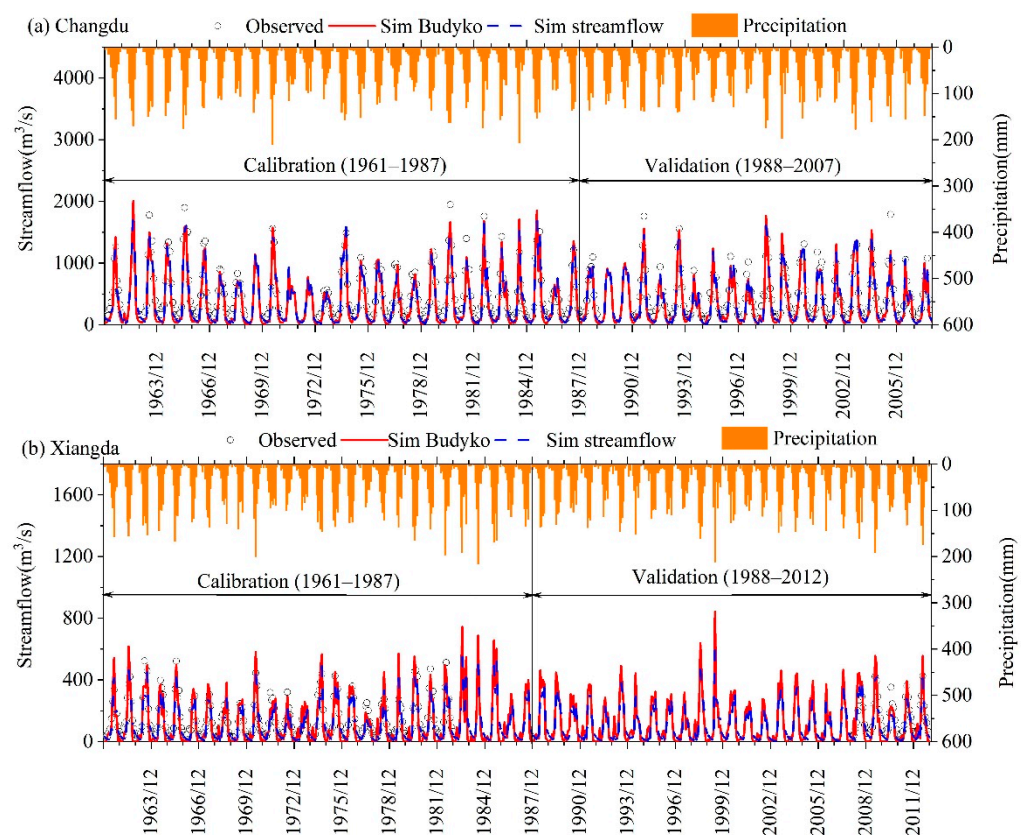 (a) Changdu Observed Sim Budyko Sim streamflow Precipitation
4500 0
3000 100
2000 200
1000 300
0 400
500
600
Streamflow(m³/s)
Precipitation(mm)
Calibration (1961–1987) Validation (1988–2007)
1963/12 1966/12 1969/12 1972/12 1975/12 1978/12 1981/12 1984/12 1987/12 1990/12 1993/12 1996/12 1999/12 2002/12 2005/12
(b) Xiangda Observed Sim Budyko Sim streamflow Precipitation
1600 0
1200 100
800 200
400 300
0 400
500
600
Streamflow(m³/s)
Precipitation(mm)
Calibration (1961–1987) Validation (1988–2012)
1963/12 1966/12 1969/12 1972/12 1975/12 1978/12 1981/12 1984/12 1987/12 1990/12 1993/12 1996/12 1999/12 2002/12 2005/12 2008/12 2011/12